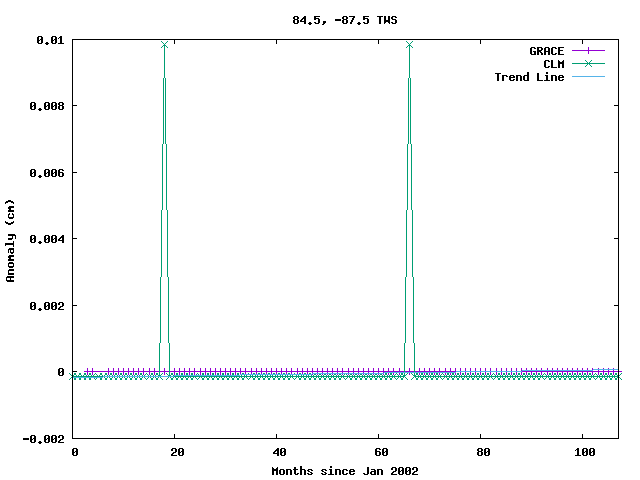 84.5, -87.5 TWS
0.01
GRACE
CLM
Trend Line
0.008
0.006
0.004
0.002
0
-0.002
Anomaly (cm)
0 20 40 60 80 100
Months since Jan 2002